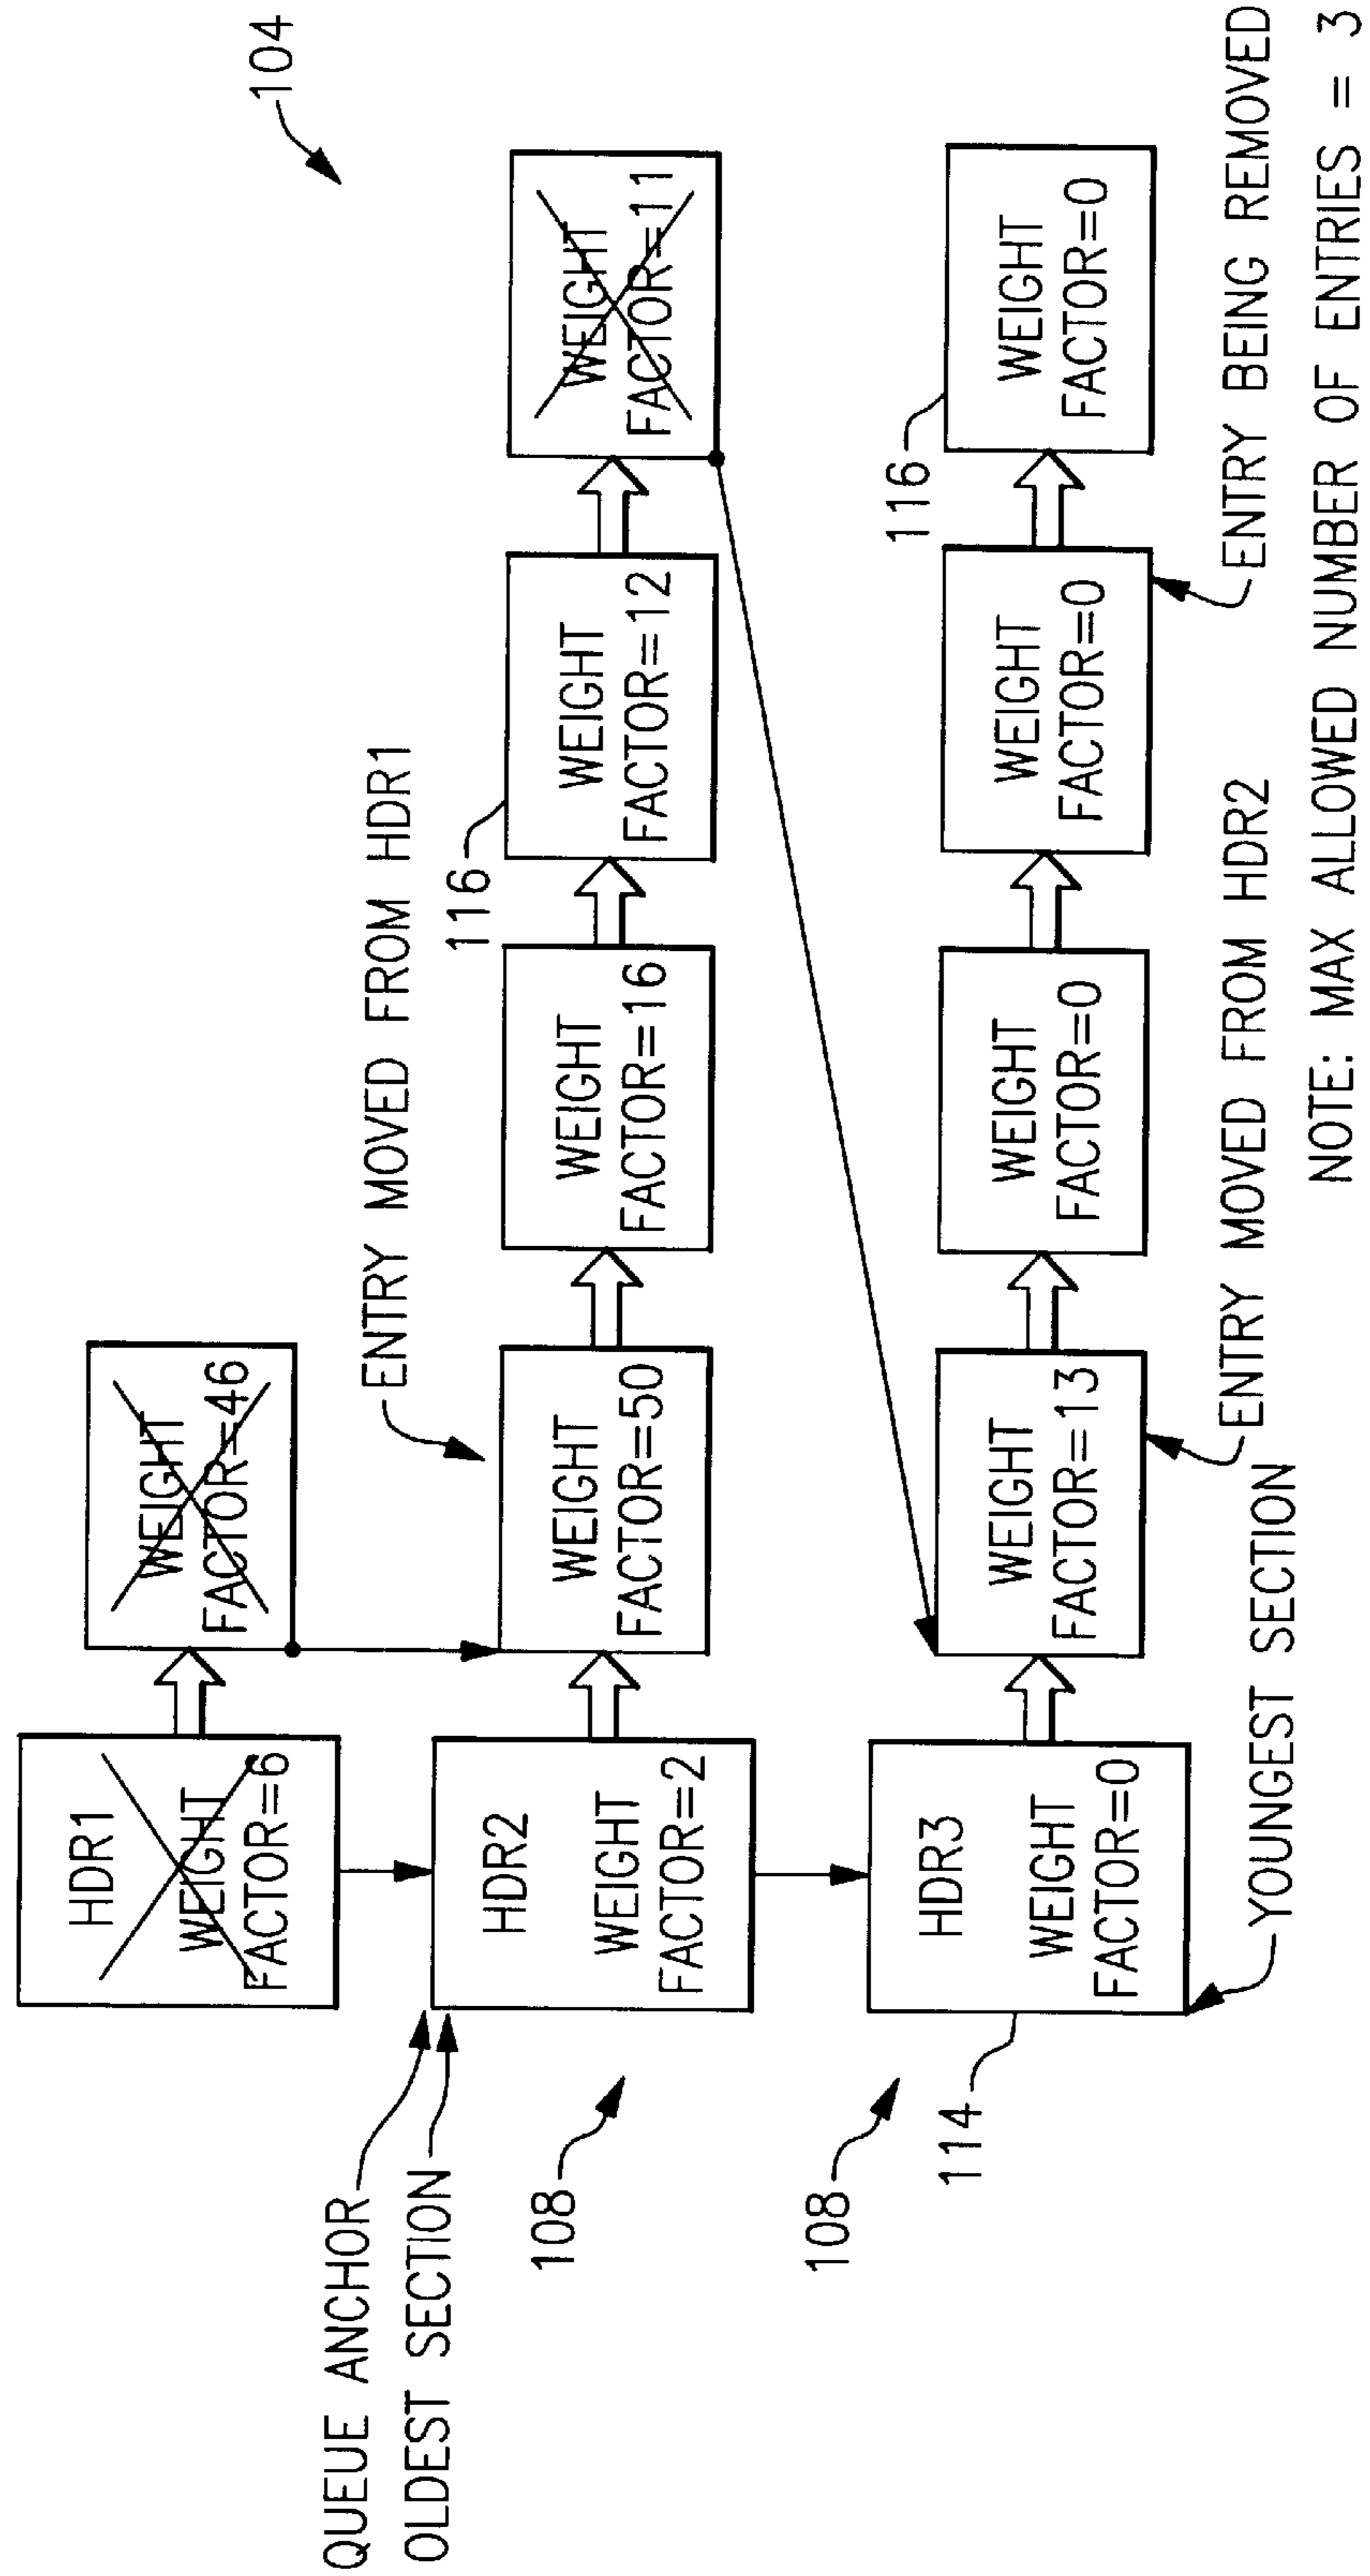 104
HDR1
WEIGHT
FACTOR=6
WEIGHT
FACTOR=46
QUEUE ANCHOR
OLDEST SECTION
ENTRY MOVED FROM HDR1
116
HDR2
WEIGHT
FACTOR=2
WEIGHT
FACTOR=50
WEIGHT
FACTOR=16
WEIGHT
FACTOR=12
WEIGHT
FACTOR=11
108
108
114
116
HDR3
WEIGHT
FACTOR=0
WEIGHT
FACTOR=13
WEIGHT
FACTOR=0
WEIGHT
FACTOR=0
WEIGHT
FACTOR=0
YOUNGEST SECTION
ENTRY MOVED FROM HDR2
ENTRY BEING REMOVED
NOTE: MAX ALLOWED NUMBER OF ENTRIES = 3